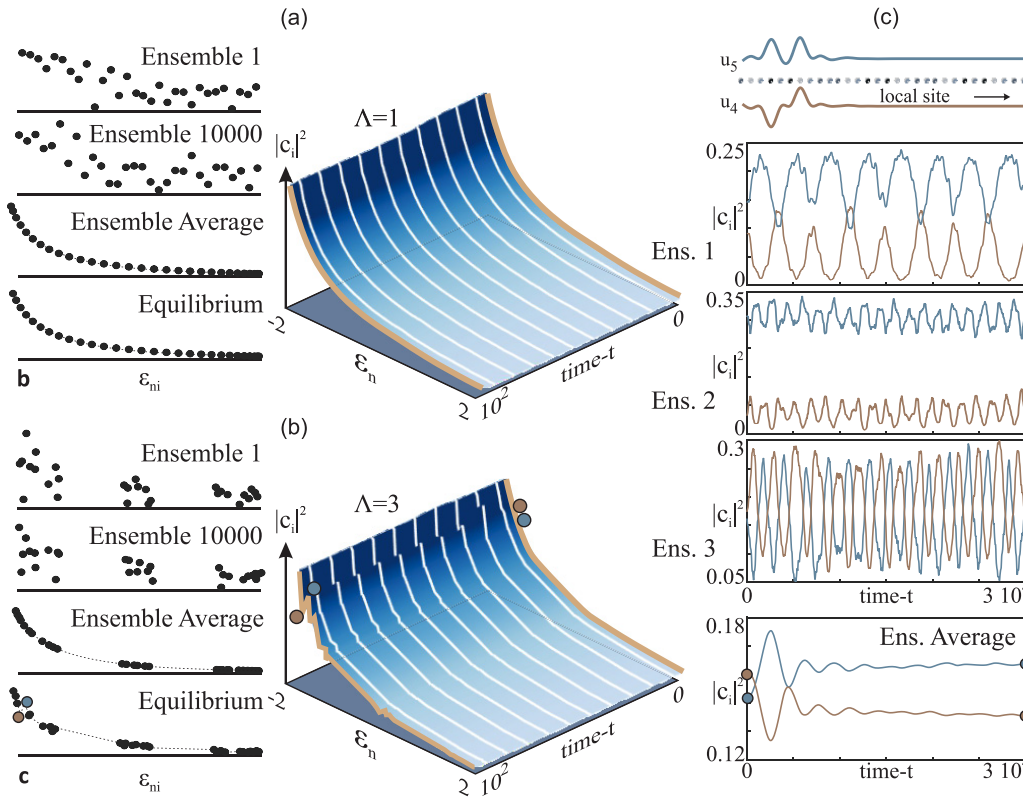 (a)
Ensemble 1
Ensemble 10000
Ensemble Average
Equilibrium
b
εni
|ci|²
Λ=1
-2
εn
2
10²
time-t
0
(b)
Ensemble 1
Ensemble 10000
Ensemble Average
Equilibrium
c
εni
|ci|²
Λ=3
-2
εn
2
10²
time-t
0
(c)
u5
u4
local site
0.25
|ci|²
Ens. 1
0
0.35
|ci|²
Ens. 2
0
0.3
|ci|²
Ens. 3
0.05
0
time-t
3 10
0.18
Ens. Average
|ci|²
0.12
0
time-t
3 10